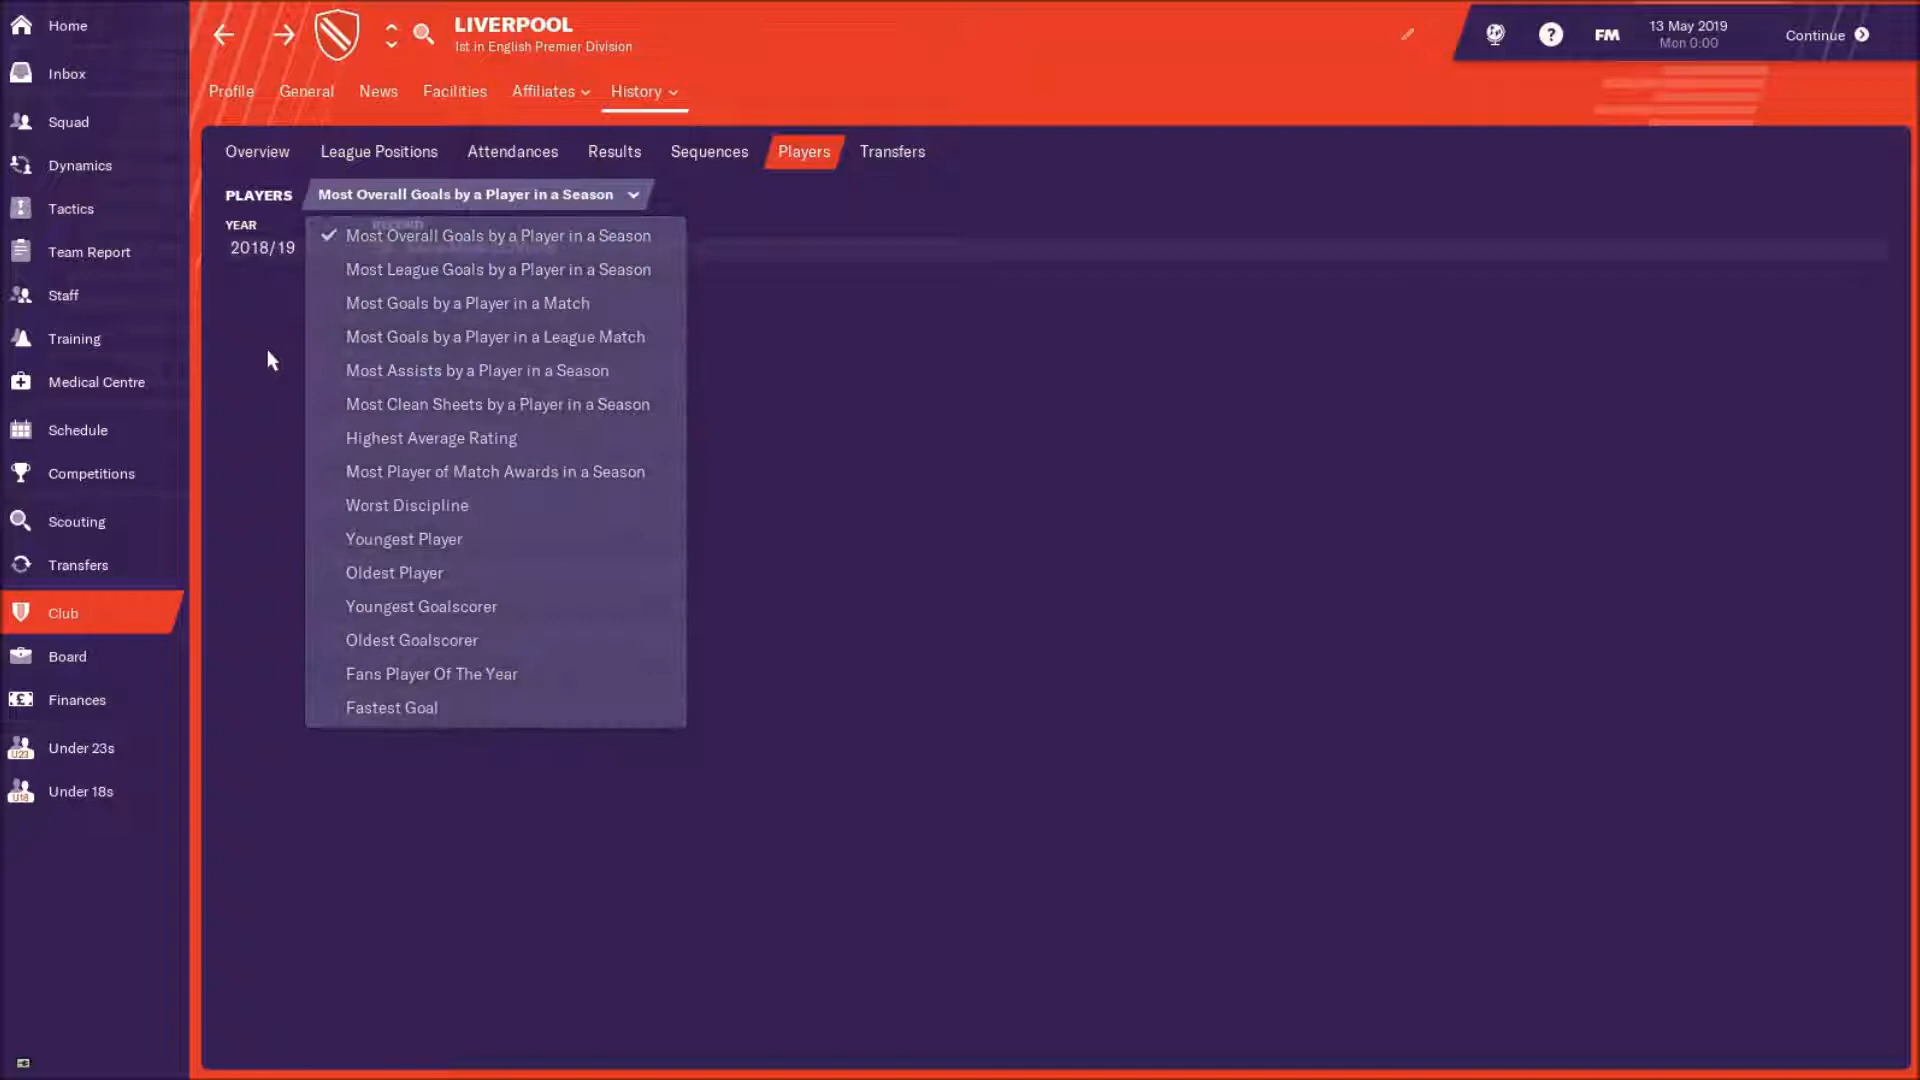 Home
Inbox
Squad
Dynamics
Tactics
Team Report
Staff
Training
Medical Centre
Schedule
Competitions
Scouting
Transfers
Club
Board
Finances
U23
Under 23s
U18
Under 18s
LIVERPOOL
1st in English Premier Division
?
FM
13 May 2019
Mon 0:00
Continue
Profile
General
News
Facilities
Affiliates
History
Overview
League Positions
Attendances
Results
Sequences
Players
Transfers
PLAYERS
Most Overall Goals by a Player in a Season
YEAR
RECORD
2018/19
Most Overall Goals by a Player in a Season
Most League Goals by a Player in a Season
Most Goals by a Player in a Match
Most Goals by a Player in a League Match
Most Assists by a Player in a Season
Most Clean Sheets by a Player in a Season
Highest Average Rating
Most Player of Match Awards in a Season
Worst Discipline
Youngest Player
Oldest Player
Youngest Goalscorer
Oldest Goalscorer
Fans Player Of The Year
Fastest Goal